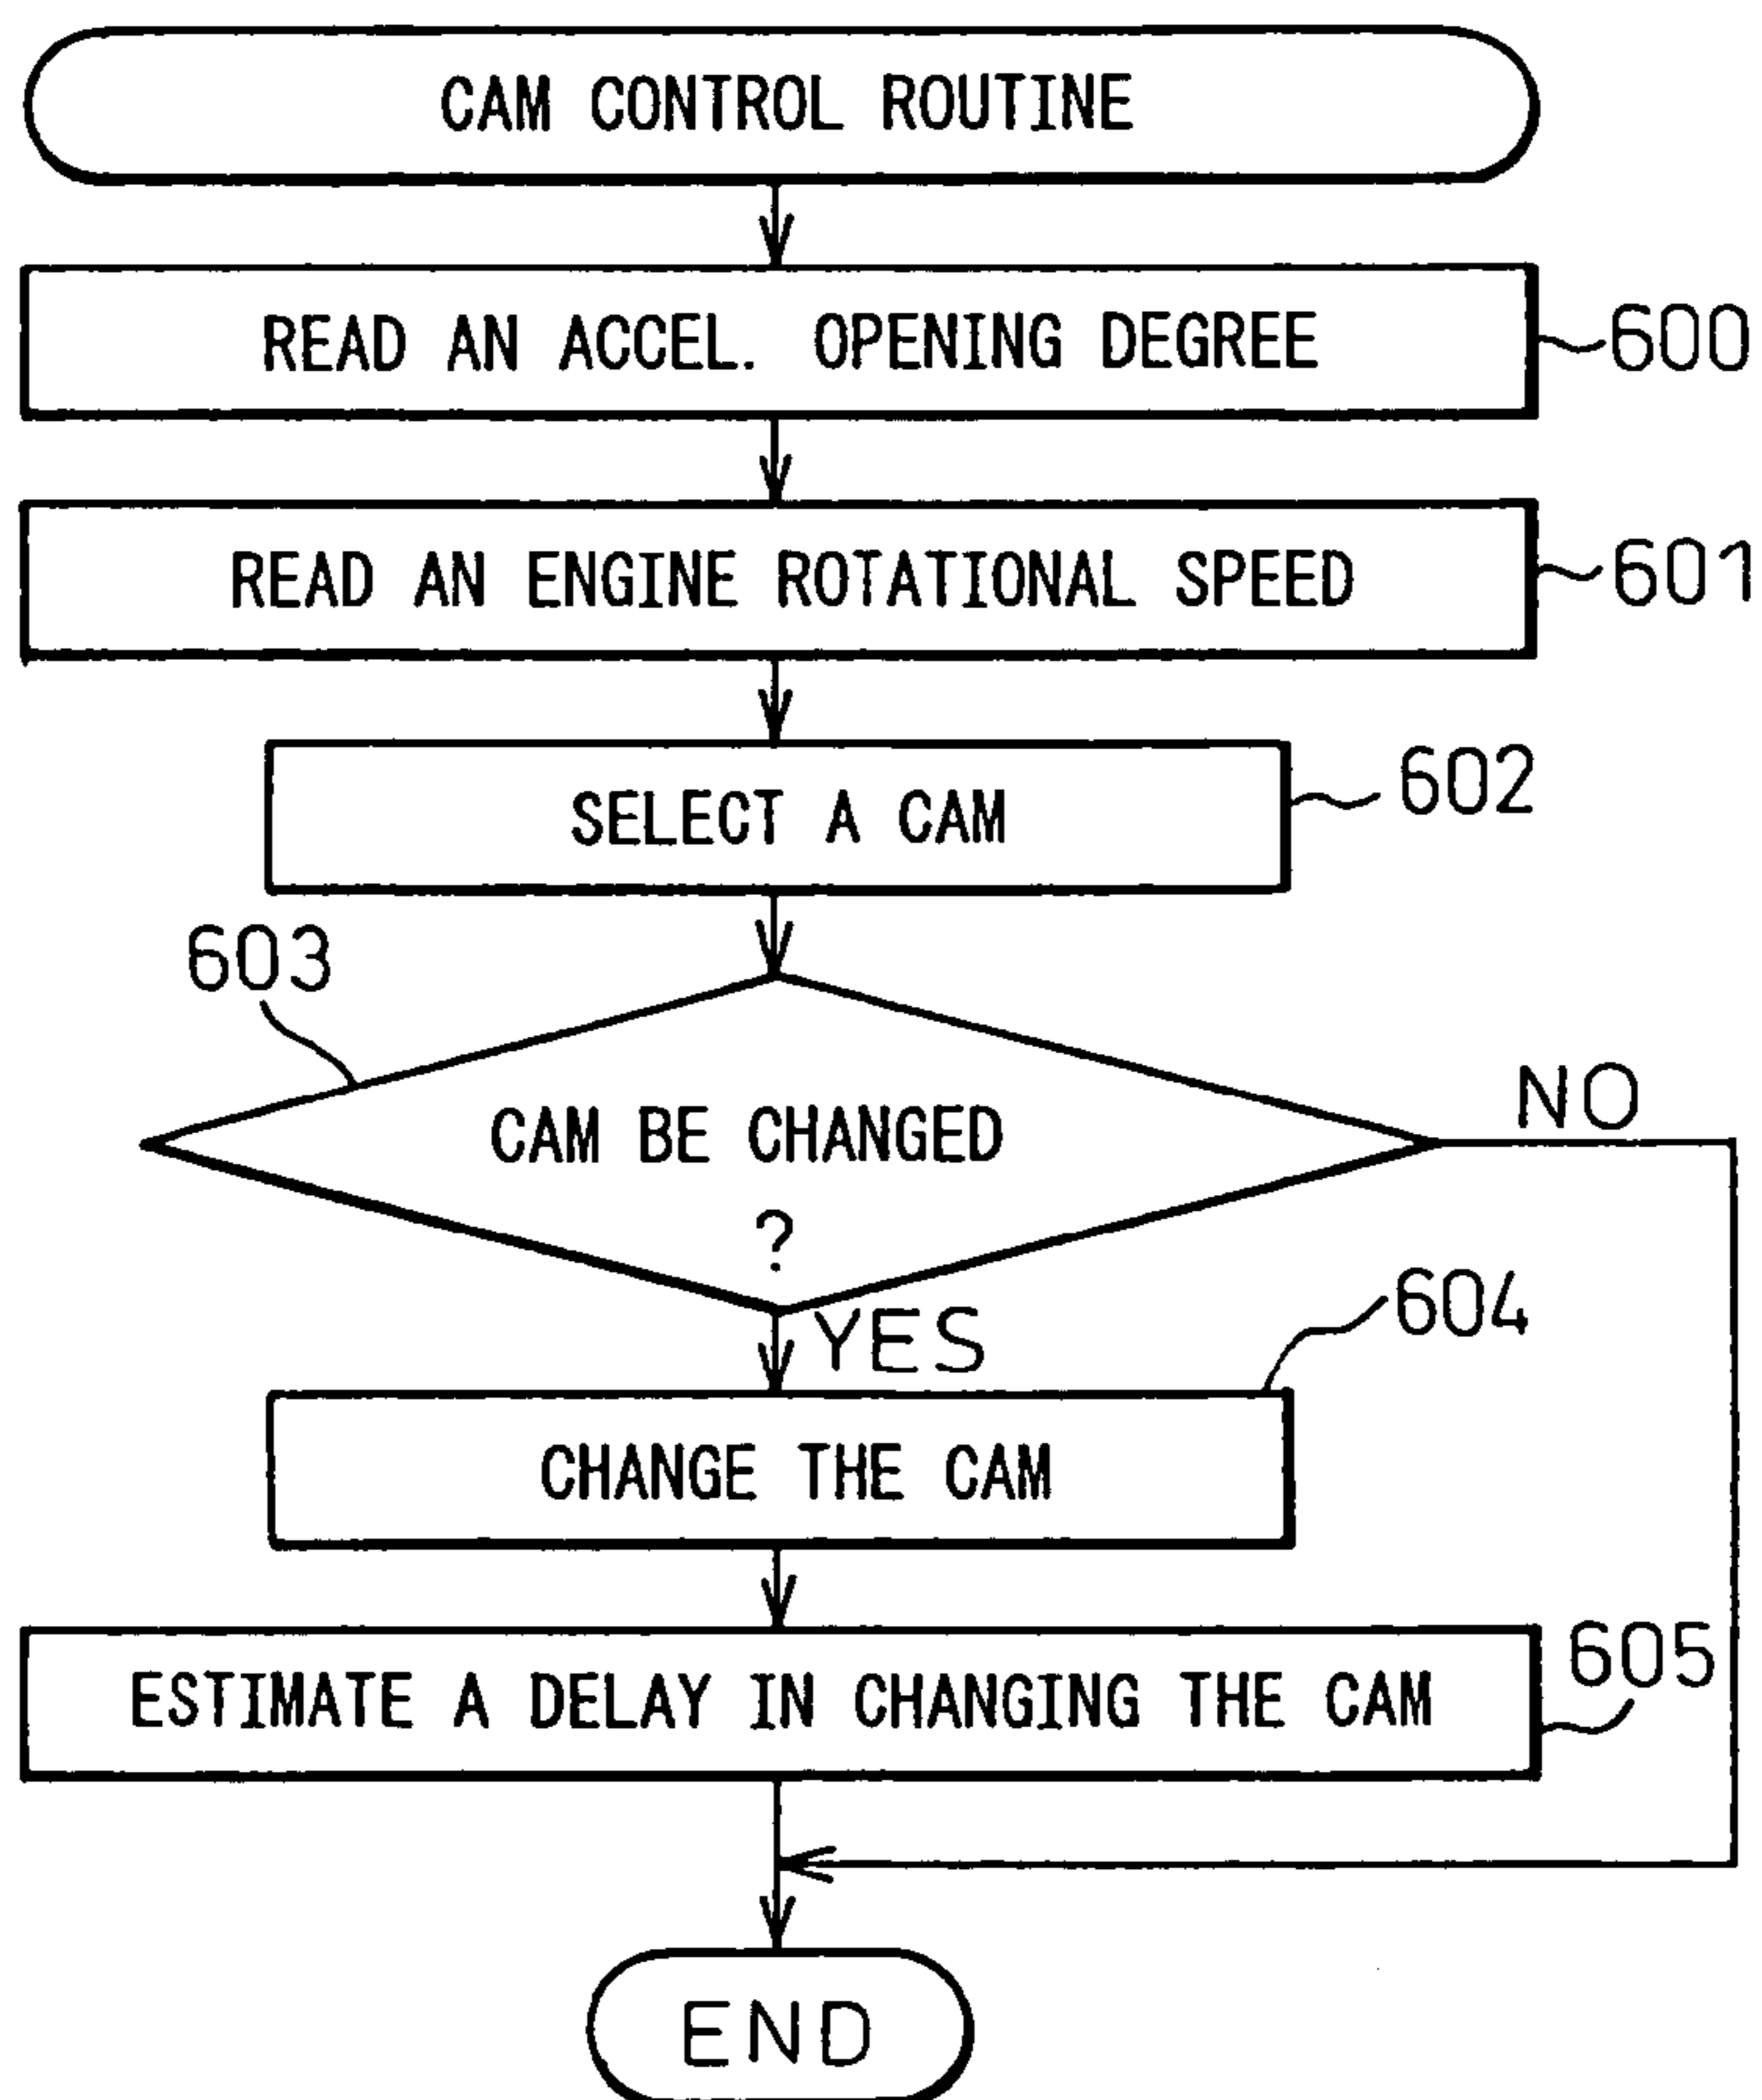 CAM CONTROL ROUTINE
READ AN ACCEL. OPENING DEGREE
600
READ AN ENGINE ROTATIONAL SPEED
601
SELECT A CAM
602
603
CAM BE CHANGED
?
NO
YES
604
CHANGE THE CAM
ESTIMATE A DELAY IN CHANGING THE CAM
605
END